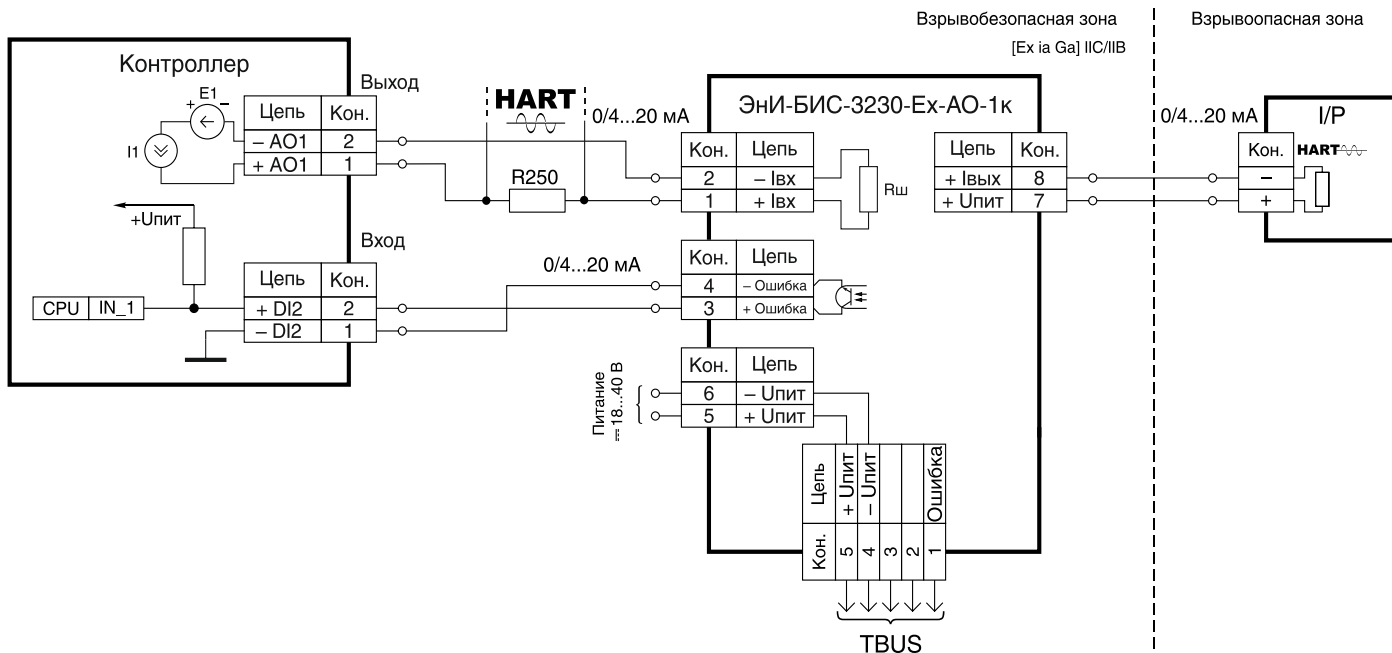 Взрывобезопасная зона
Взрывоопасная зона
[Ex ia Ga] IIC/IIB
Контроллер
Выход
E1
+ −
I1
Цепь Кон.
− AO1 2
+ AO1 1
+Uпит
Вход
Цепь Кон.
+ DI2 2
− DI2 1
CPU IN_1
HART
R250
0/4...20 мА
0/4...20 мА
ЭнИ-БИС-3230-Ех-АО-1к
Кон. Цепь
2 − Iвх
1 + Iвх
Rш
Кон. Цепь
4 − Ошибка
3 + Ошибка
Кон. Цепь
6 − Uпит
5 + Uпит
Питание
18...40 В
Цепь Кон.
+ Iвых 8
+ Uпит 7
0/4...20 мА
I/P
Кон.
HART
−
+
Цепь + Uпит − Uпит Ошибка
Кон. 5 4 3 2 1
TBUS